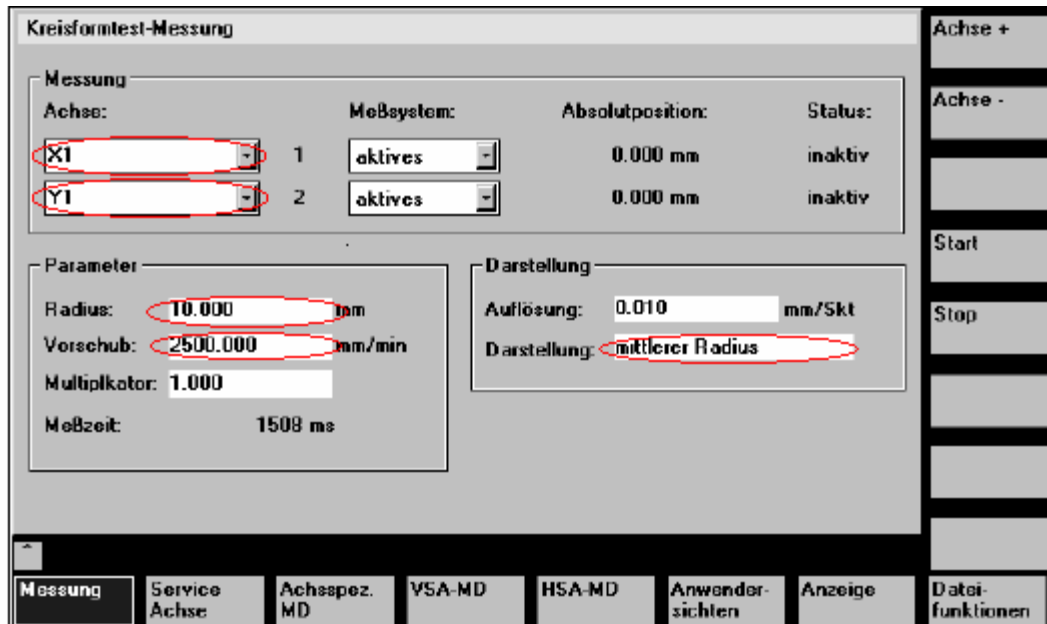 Kreisformtest-Messung
Messung
Achse: Meßsystem: Absolutposition: Status:
X1 1 aktives 0.000 mm inaktiv
Y1 2 aktives 0.000 mm inaktiv
Parameter
Radius: 10.000 mm
Vorschub: 2500.000 mm/min
Multiplkator: 1.000
Meßzeit: 1508 ms
Darstellung
Auflösung: 0.010 mm/Skt
Darstellung: mittlerer Radius
Achse +
Achse -
Start
Stop
Messung
Service
Achse
Achsspez.
MD
VSA-MD
HSA-MD
Anwender-
sichten
Anzeige
Datei-
funktionen